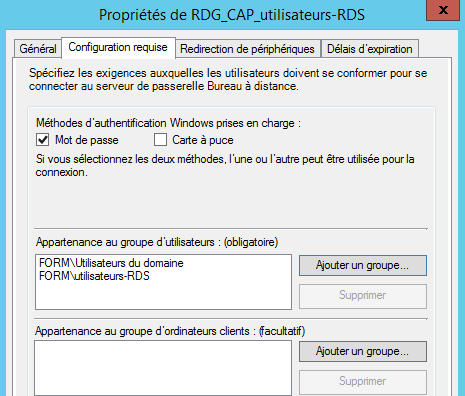 Propriétés de RDG_CAP_utilisateurs-RDS
x
Général Configuration requise Redirection de périphériques Délais d'expiration
Spécifiez les exigences auxquelles les utilisateurs doivent se conformer pour se
connecter au serveur de passerelle Bureau à distance.
Méthodes d'authentification Windows prises en charge :
Mot de passe Carte à puce
Si vous sélectionnez les deux méthodes, l'une ou l'autre peut être utilisée pour la
connexion.
Appartenance au groupe d'utilisateurs : (obligatoire)
FORM\Utilisateurs du domaine
FORM\utilisateurs-RDS
Ajouter un groupe...
Supprimer
Appartenance au groupe d'ordinateurs clients : (facultatif)
Ajouter un groupe...
Supprimer